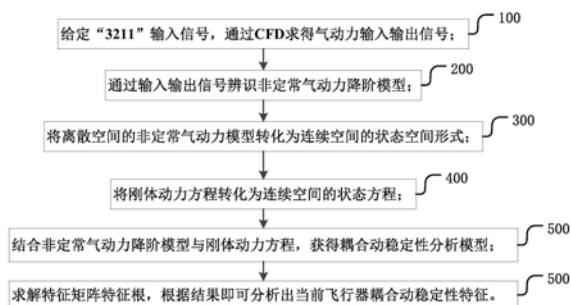 给定“3211”输入信号，通过CFD求得气动力输入输出信号；
100
通过输入输出信号辨识非定常气动力降阶模型；
200
将离散空间的非定常气动力模型转化为连续空间的状态空间形式；
300
将刚体动力方程转化为连续空间的状态方程；
400
结合非定常气动力降阶模型与刚体动力方程，获得耦合动稳定性分析模型；
500
求解特征矩阵特征根，根据结果即可分析出当前飞行器耦合动稳定性特征。
500